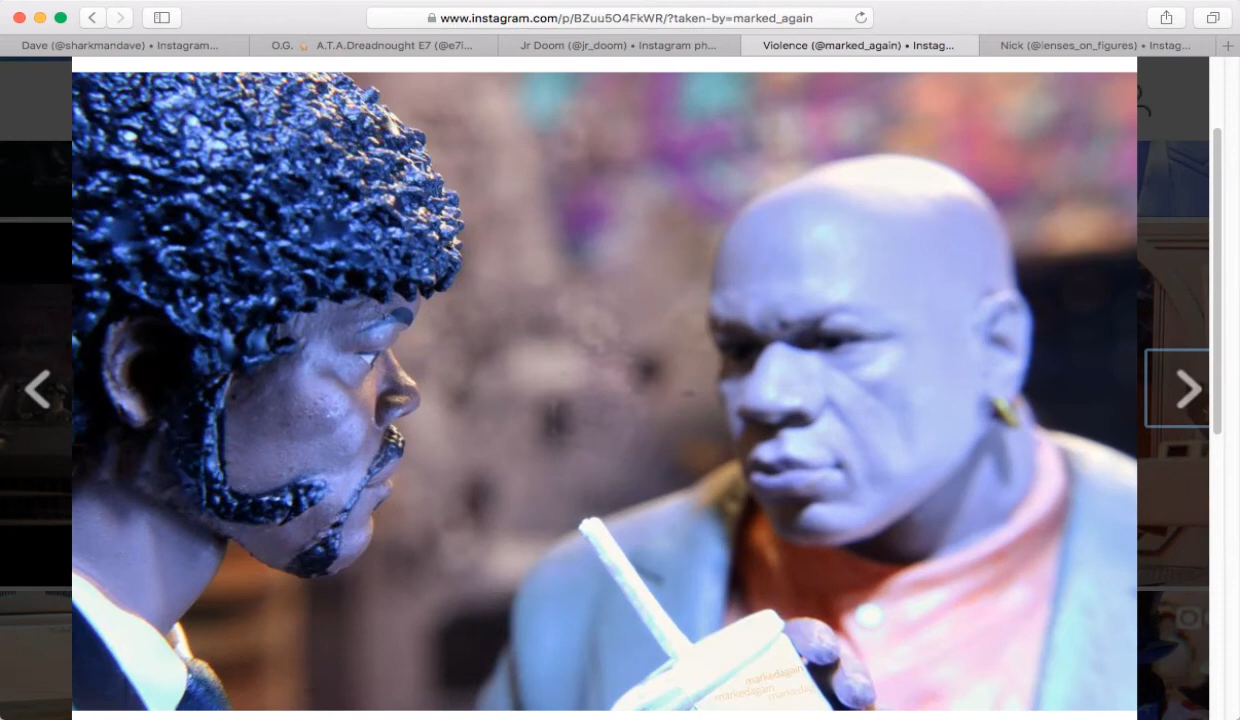 www.instagram.com/p/BZuu5O4FkWR/?taken-by=marked_again
Dave (@sharkmandave) • Instagram...
O.G. A.T.A.Dreadnought E7 (@e7i...
Jr Doom (@jr_doom) • Instagram ph...
Violence (@marked_again) • Instag...
Nick (@lenses_on_figures) • Instag...
markedagain
markedagain
markedag